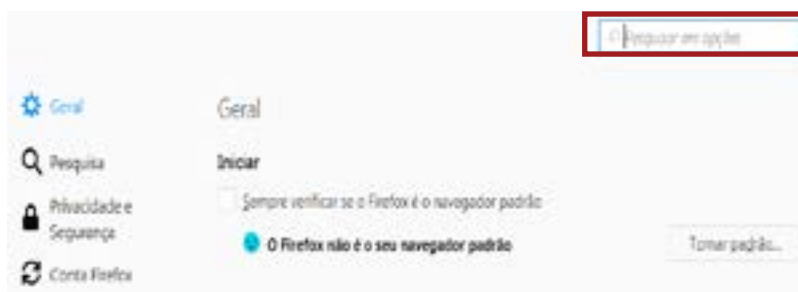 Pesquisar em opções
Geral
Geral
Pesquisa
Iniciar
Privacidade e
Segurança
Sempre verificar se o Firefox é o navegador padrão
O Firefox não é o seu navegador padrão
Tornar padrão...
Conta Firefox